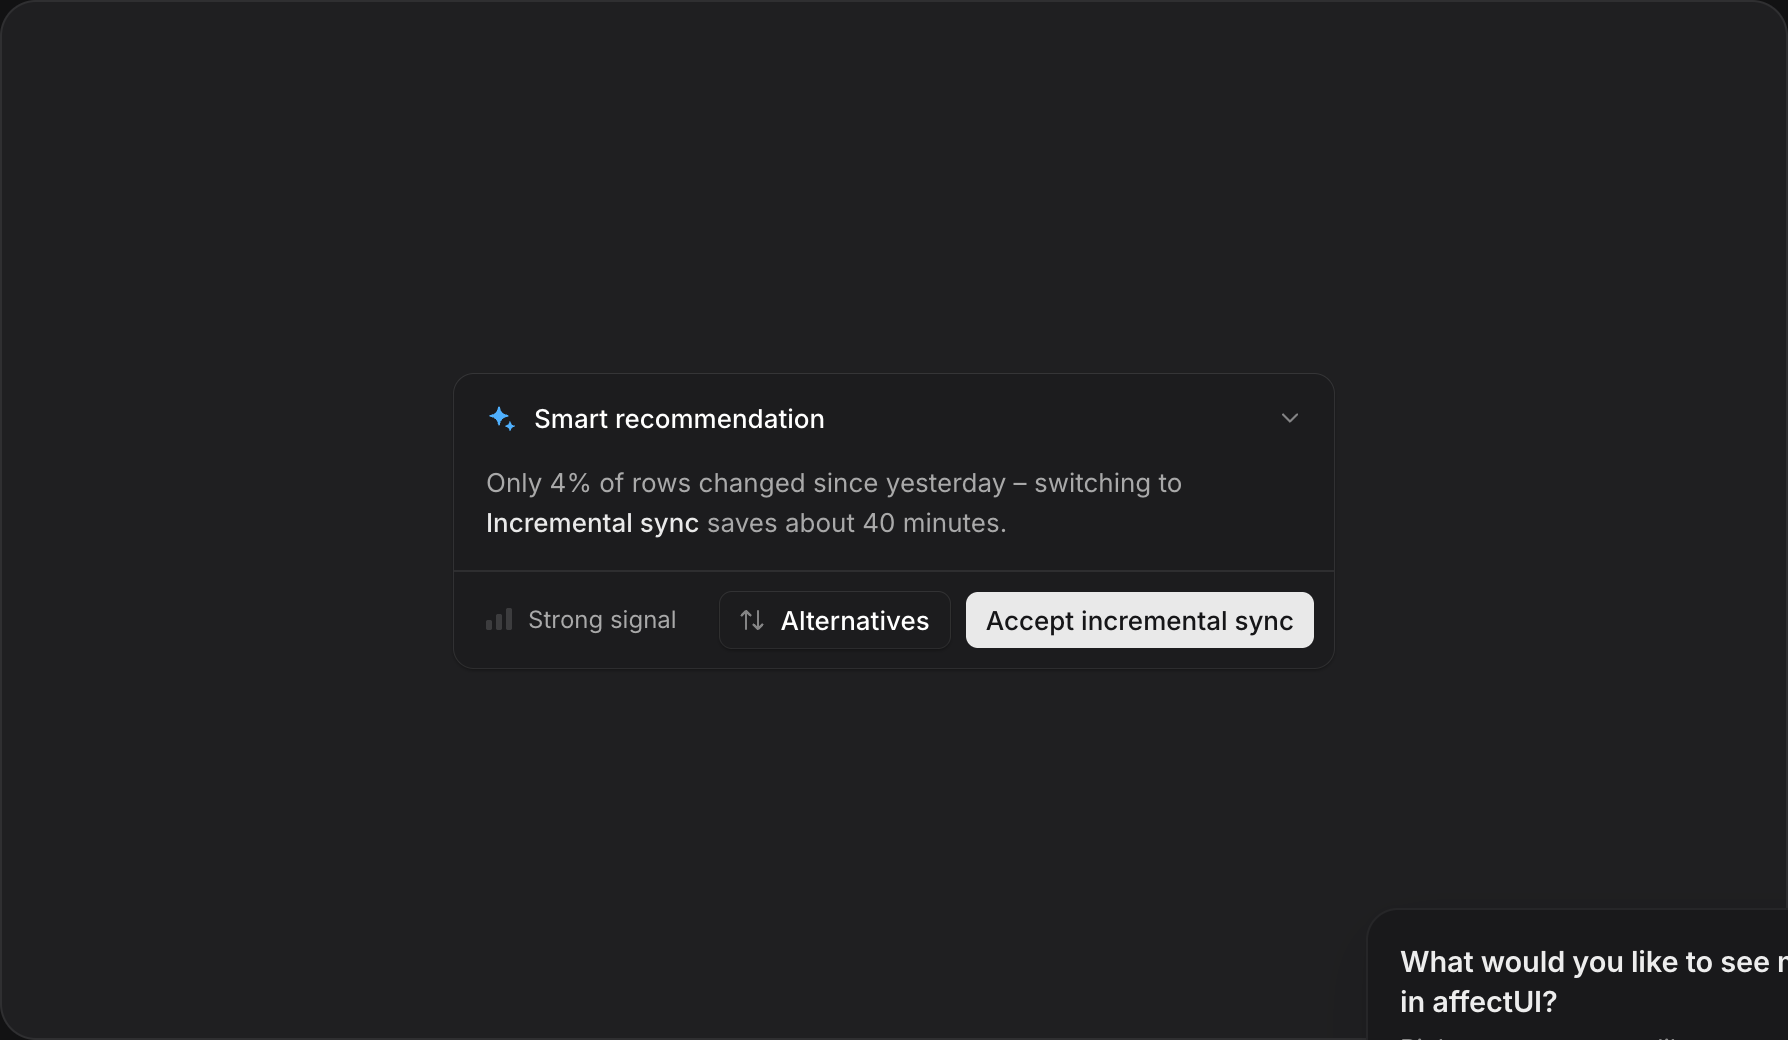 Smart recommendation
Only 4% of rows changed since yesterday – switching to
Incremental sync saves about 40 minutes.
Strong signal
Alternatives
Accept incremental sync
What would you like to see
in affectUI?